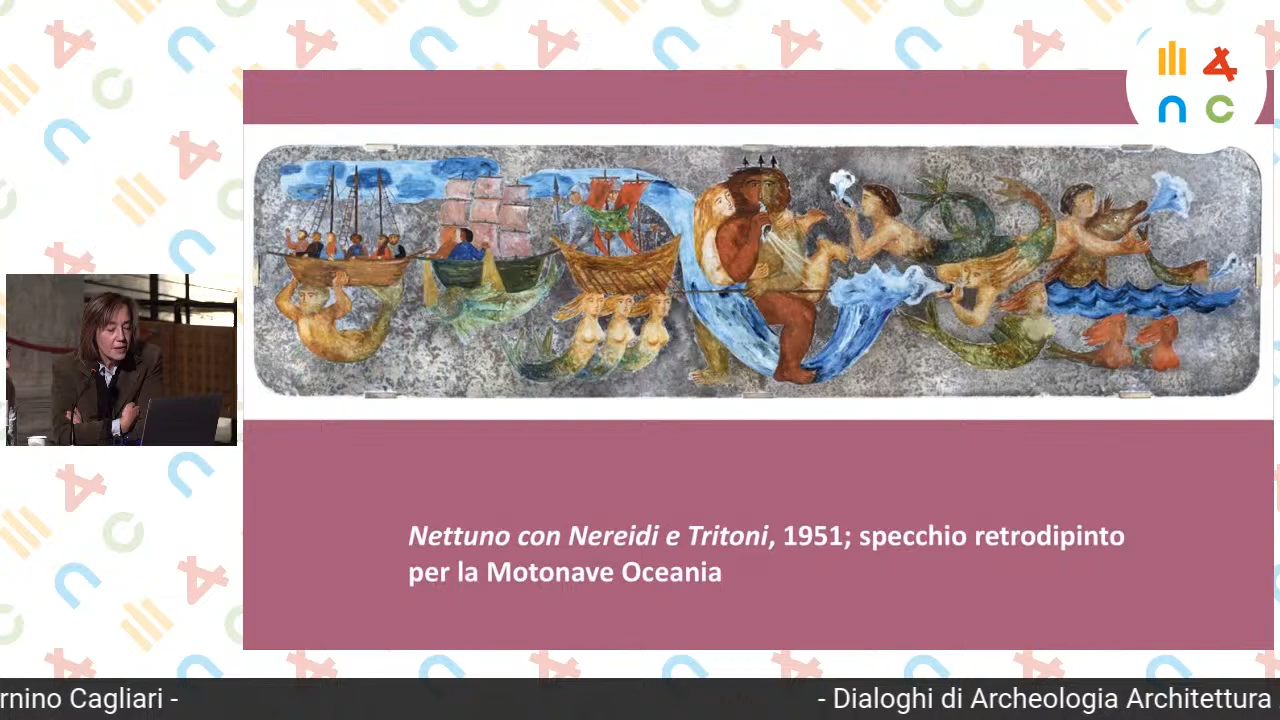 Nettuno con Nereidi e Tritoni, 1951; specchio retrodipinto
per la Motonave Oceania
rnino Cagliari - - Dialoghi di Archeologia Architettura